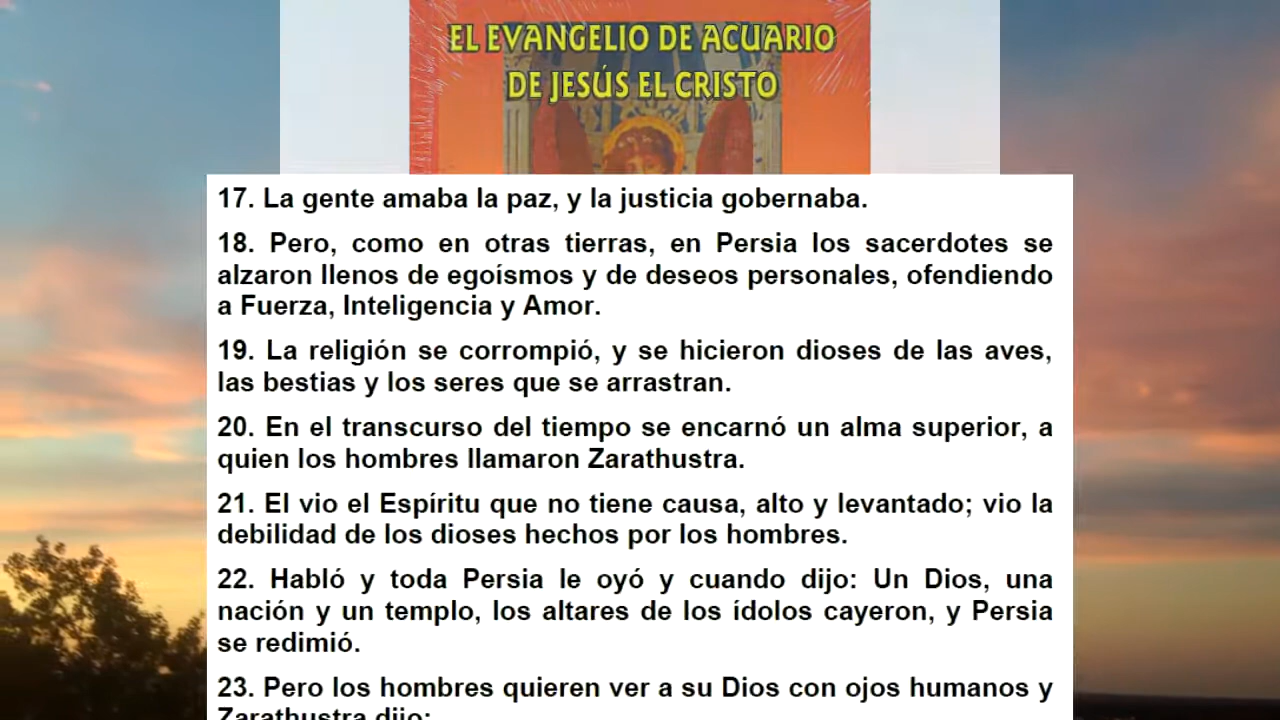 EL EVANGELIO DE ACUARIO
DE JESÚS EL CRISTO
17. La gente amaba la paz, y la justicia gobernaba.
18. Pero, como en otras tierras, en Persia los sacerdotes se
alzaron llenos de egoísmos y de deseos personales, ofendiendo
a Fuerza, Inteligencia y Amor.
19. La religión se corrompió, y se hicieron dioses de las aves,
las bestias y los seres que se arrastran.
20. En el transcurso del tiempo se encarnó un alma superior, a
quien los hombres llamaron Zarathustra.
21. El vio el Espíritu que no tiene causa, alto y levantado; vio la
debilidad de los dioses hechos por los hombres.
22. Habló y toda Persia le oyó y cuando dijo: Un Dios, una
nación y un templo, los altares de los ídolos cayeron, y Persia
se redimió.
23. Pero los hombres quieren ver a su Dios con ojos humanos y
Zarathustra dijo: